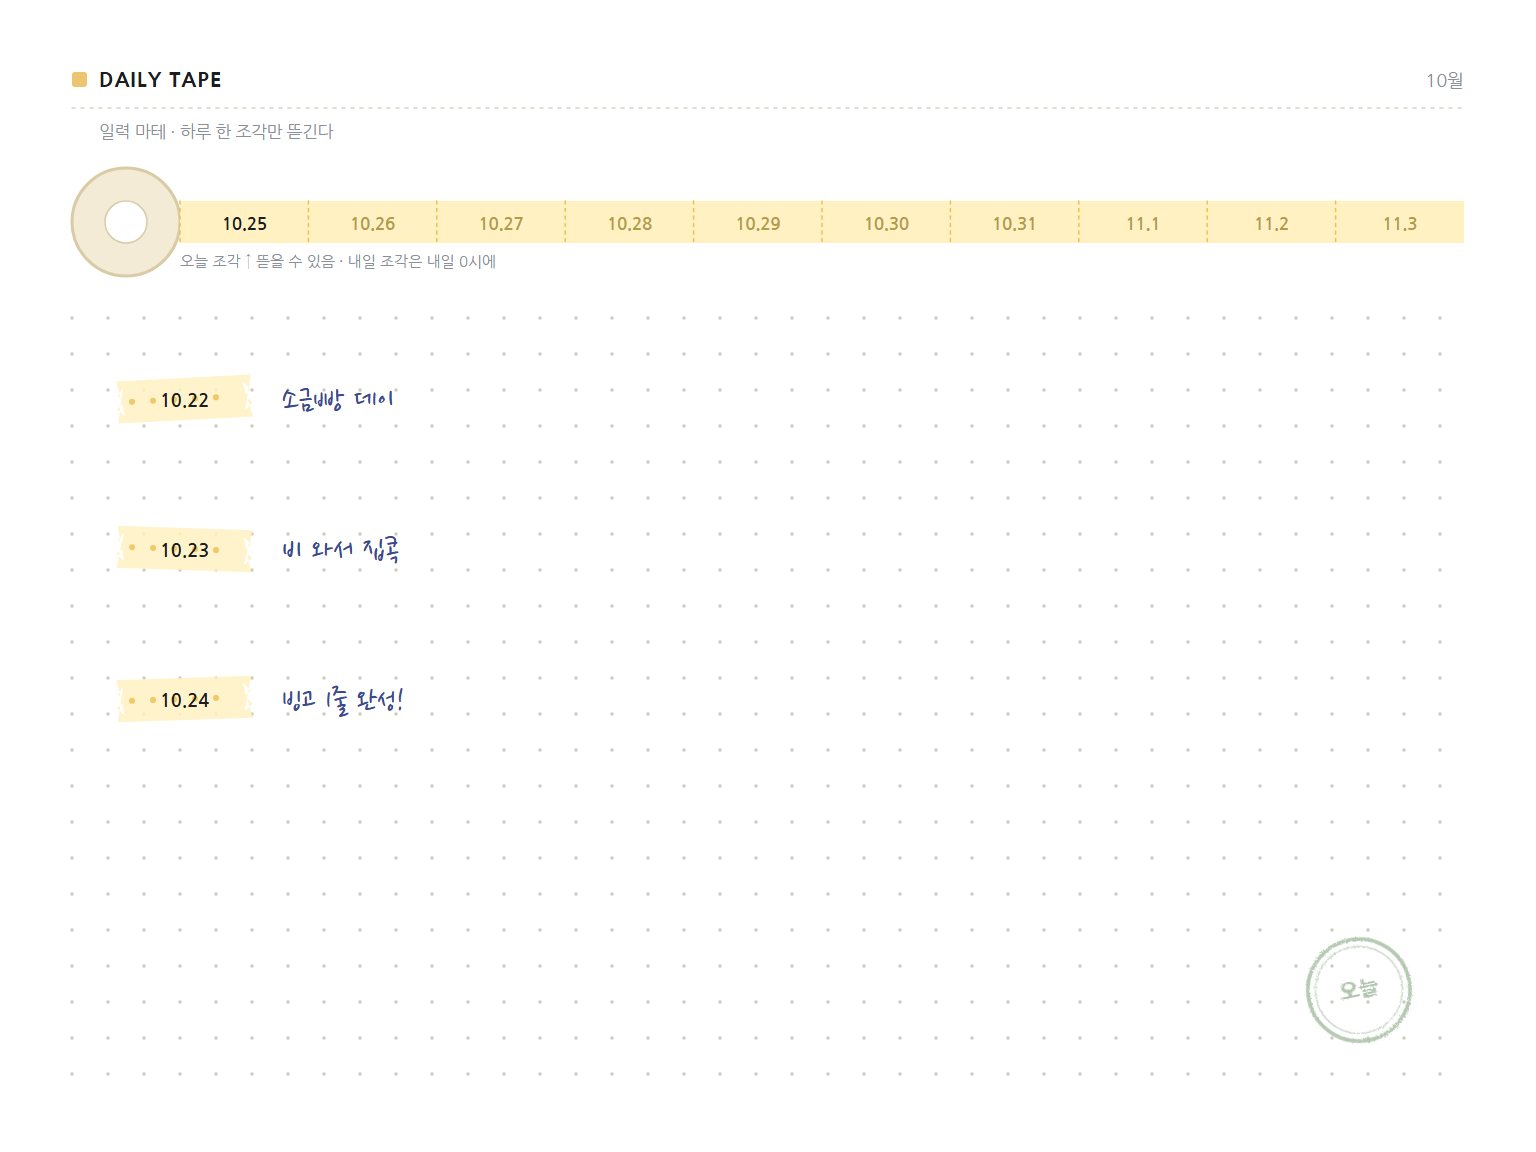 DAILY TAPE
10월
일력 마테 · 하루 한 조각만 뜯긴다
10.25 10.26 10.27 10.28 10.29 10.30 10.31 11.1 11.2 11.3
오늘 조각 ↑ 뜯을 수 있음 · 내일 조각은 내일 0시에
10.22 소금빵 데이
10.23 비 와서 집콕
10.24 빙고 1줄 완성!
오늘